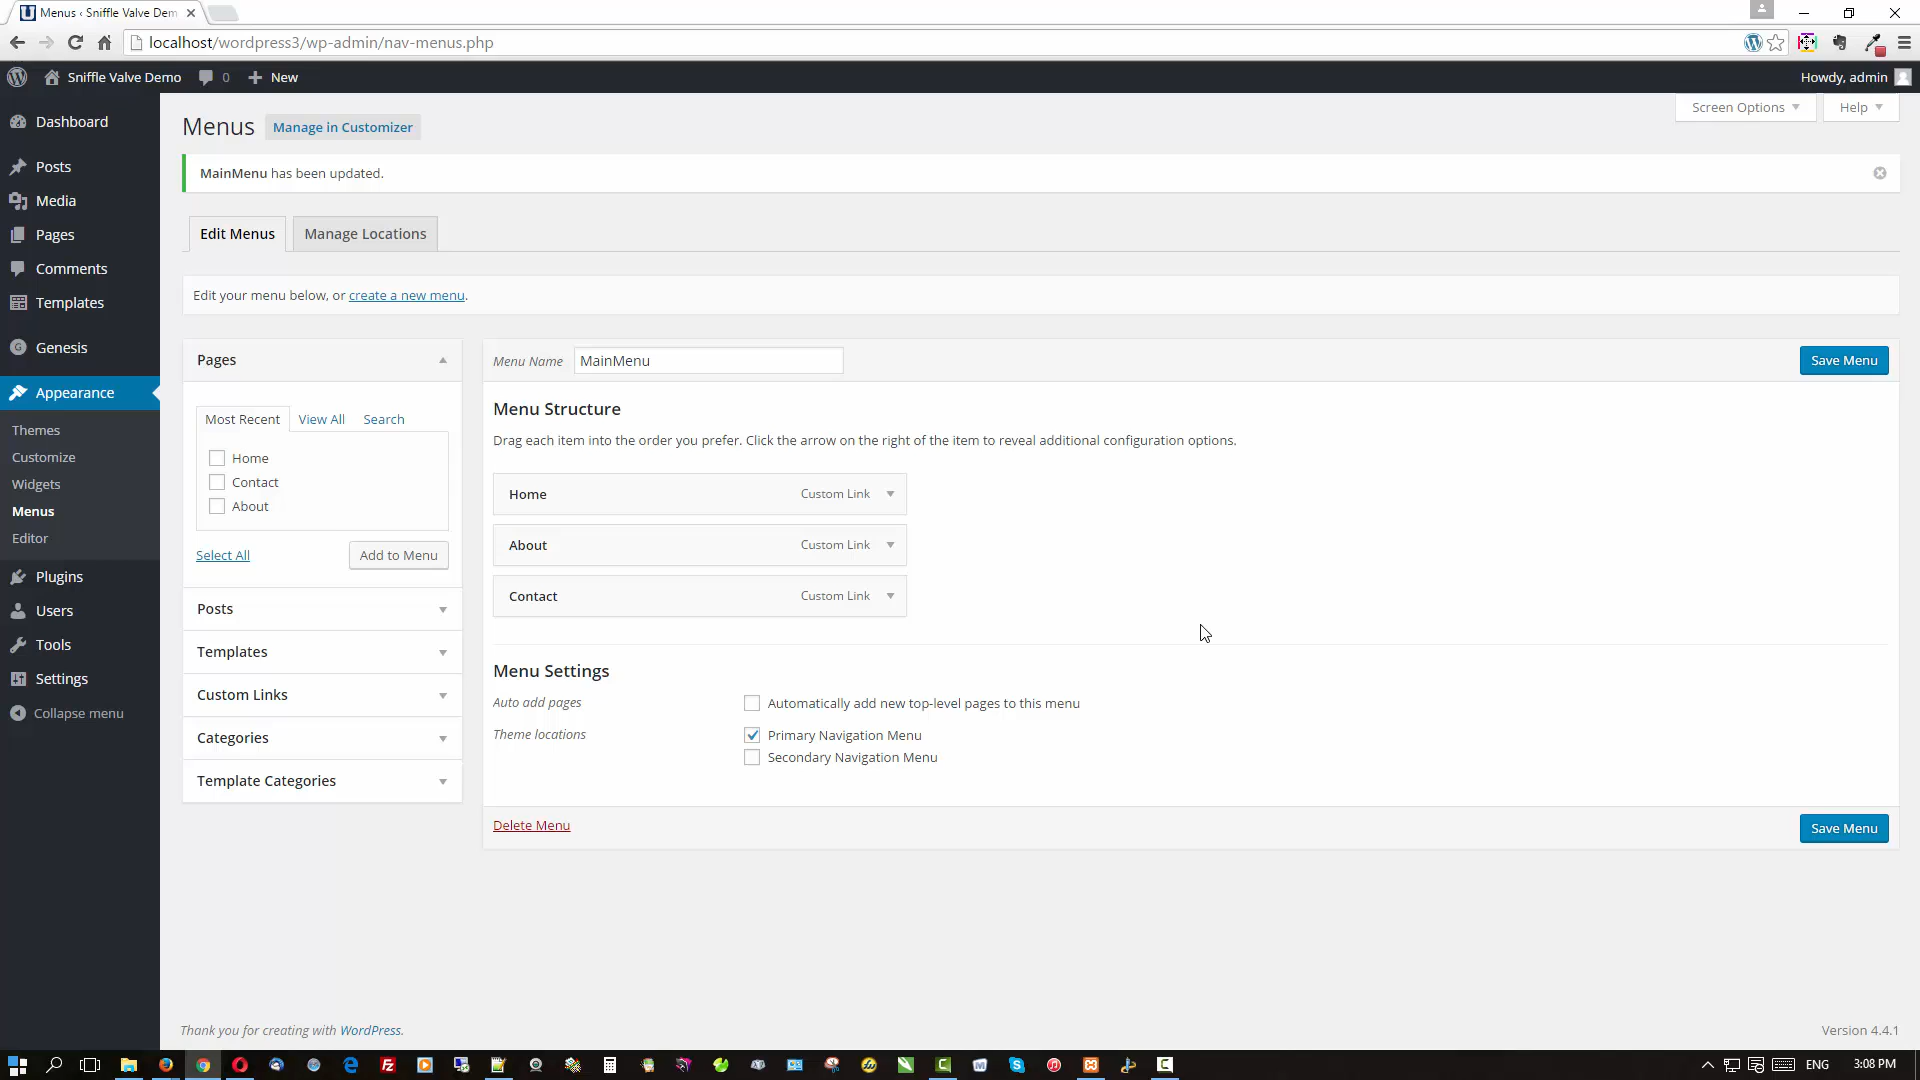 Menus ‹ Sniffle Valve Dem
localhost/wordpress3/wp-admin/nav-menus.php
Sniffle Valve Demo
0
New
Howdy, admin
Screen Options
Help
Dashboard
Posts
Media
Pages
Comments
Templates
Genesis
Appearance
Themes
Customize
Widgets
Menus
Editor
Plugins
Users
Tools
Settings
Collapse menu
Menus
Manage in Customizer
MainMenu has been updated.
Edit Menus
Manage Locations
Edit your menu below, or create a new menu.
Pages
Most Recent
View All
Search
Home
Contact
About
Select All
Add to Menu
Posts
Templates
Custom Links
Categories
Template Categories
Menu Name
MainMenu
Save Menu
Menu Structure
Drag each item into the order you prefer. Click the arrow on the right of the item to reveal additional configuration options.
Home Custom Link
About Custom Link
Contact Custom Link
Menu Settings
Auto add pages
Automatically add new top-level pages to this menu
Theme locations
Primary Navigation Menu
Secondary Navigation Menu
Delete Menu
Save Menu
Thank you for creating with WordPress.
Version 4.4.1
ENG
3:08 PM